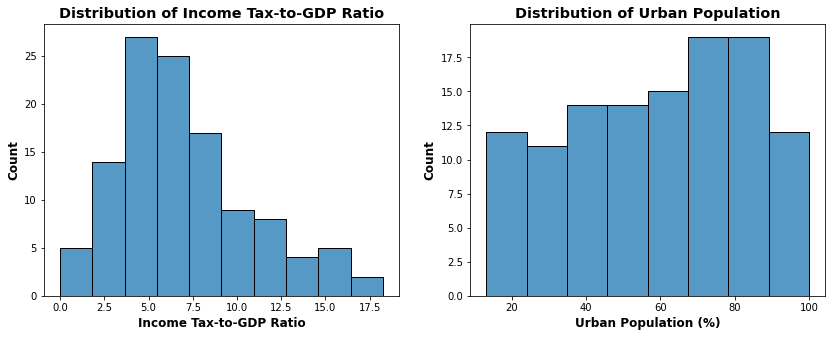 Distribution of Income Tax-to-GDP Ratio
25
20
15
10
5
0
Count
0.0 2.5 5.0 7.5 10.0 12.5 15.0 17.5
Income Tax-to-GDP Ratio
Distribution of Urban Population
17.5
15.0
12.5
10.0
7.5
5.0
2.5
0.0
Count
20 40 60 80 100
Urban Population (%)